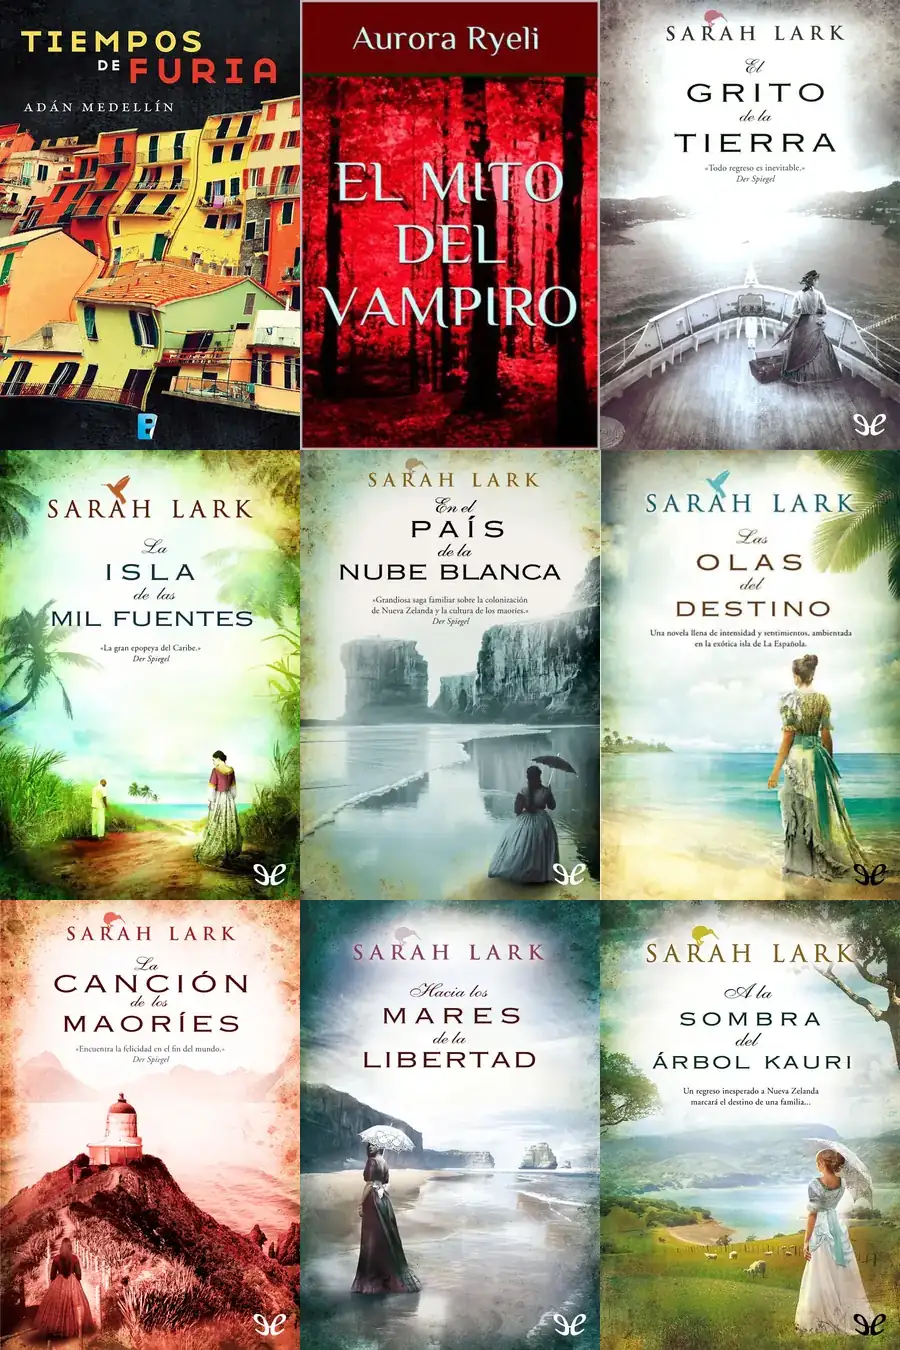 TIEMPOS
DE FURIA
ADÁN MEDELLÍN
Aurora Ryeli
EL MITO
DEL
VAMPIRO
SARAH LARK
El
GRITO
de la
TIERRA
«Todo regreso es inevitable.»
Der Spiegel
SARAH LARK
La
ISLA
de las
MIL FUENTES
«La gran epopeya del Caribe.»
Der Spiegel
SARAH LARK
En el
PAÍS
de la
NUBE BLANCA
«Grandiosa saga familiar sobre la colonización
de Nueva Zelanda y la cultura de los maoríes.»
Der Spiegel
SARAH LARK
Las
OLAS
del
DESTINO
Una novela llena de intensidad y sentimientos, ambientada
en la exótica isla de La Española.
SARAH LARK
La
CANCIÓN
de los
MAORÍES
«Encuentra la felicidad en el fin del mundo.»
Der Spiegel
SARAH LARK
Hacia los
MARES
de la
LIBERTAD
SARAH LARK
A la
SOMBRA
del
ÁRBOL KAURI
Un regreso inesperado a Nueva Zelanda
marcará el destino de una familia...